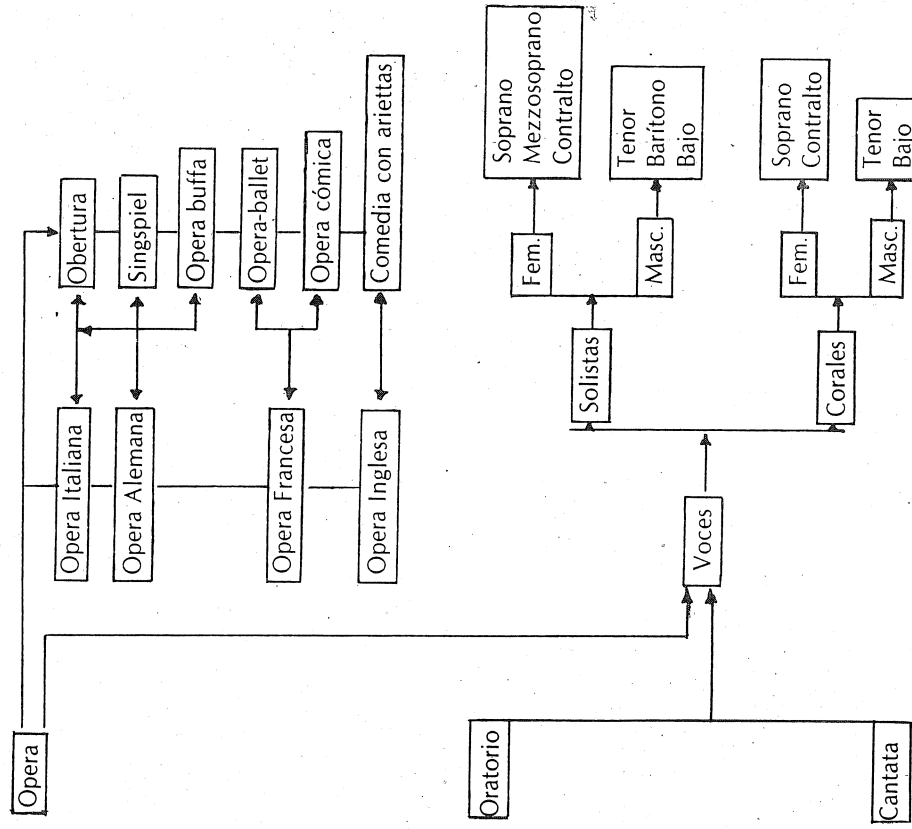 Opera
Opera Italiana
Opera Alemana
Opera Francesa
Opera Inglesa
Obertura
Singspiel
Opera buffa
Opera-ballet
Opera cómica
Comedia con ariettas
Oratorio
Cantata
Voces
Solistas
Fem.
Soprano
Mezzosoprano
Contralto
Masc.
Tenor
Barítono
Bajo
Corales
Fem.
Soprano
Contralto
Masc.
Tenor
Bajo